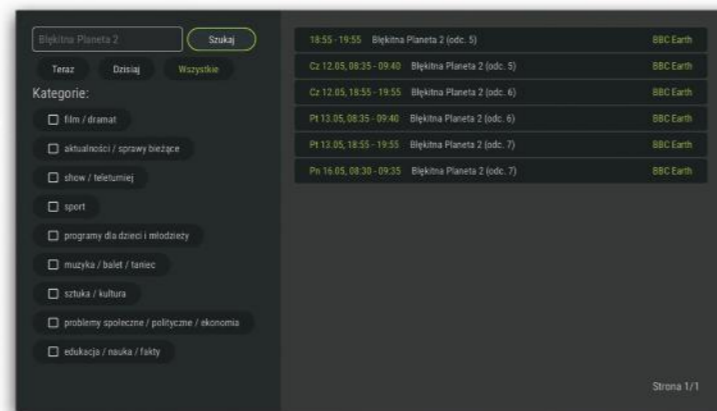 Błękitna Planeta 2
Szukaj
Teraz Dzisiaj Wszystkie
Kategorie:
film / dramat
aktualności / sprawy bieżące
show / teleturniej
sport
programy dla dzieci i młodzieży
muzyka / balet / taniec
sztuka / kultura
problemy społeczne / polityczne / ekonomia
edukacja / nauka / fakty
18:55 - 19:55 Błękitna Planeta 2 (odc. 5) BBC Earth
Cz 12.05, 08:35 - 09:40 Błękitna Planeta 2 (odc. 5) BBC Earth
Cz 12.05, 18:55 - 19:55 Błękitna Planeta 2 (odc. 6) BBC Earth
Pt 13.05, 08:35 - 09:40 Błękitna Planeta 2 (odc. 6) BBC Earth
Pt 13.05, 18:55 - 19:55 Błękitna Planeta 2 (odc. 7) BBC Earth
Pn 16.05, 08:30 - 09:35 Błękitna Planeta 2 (odc. 7) BBC Earth
Strona 1/1